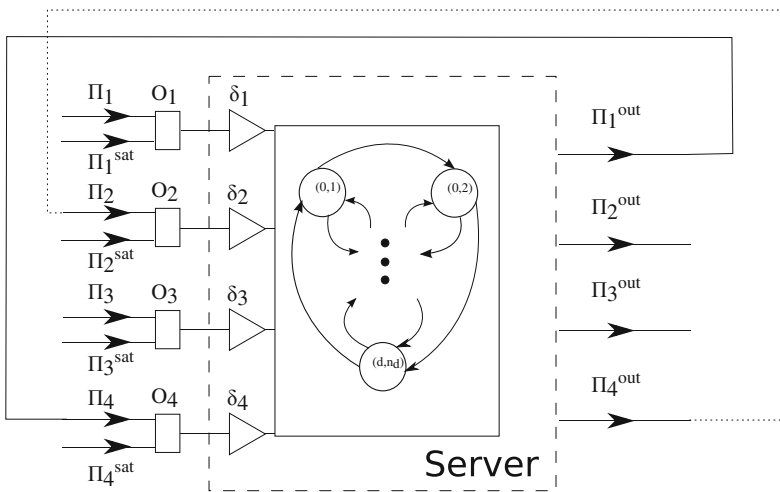 Π1 O1 δ1 Π1out
Π1sat
(0,1) (0,2)
Π2 O2 δ2 Π2out
Π2sat
Π3 O3 δ3 Π3out
Π3sat
(d,nd)
Π4 O4 δ4 Π4out
Π4sat
Server